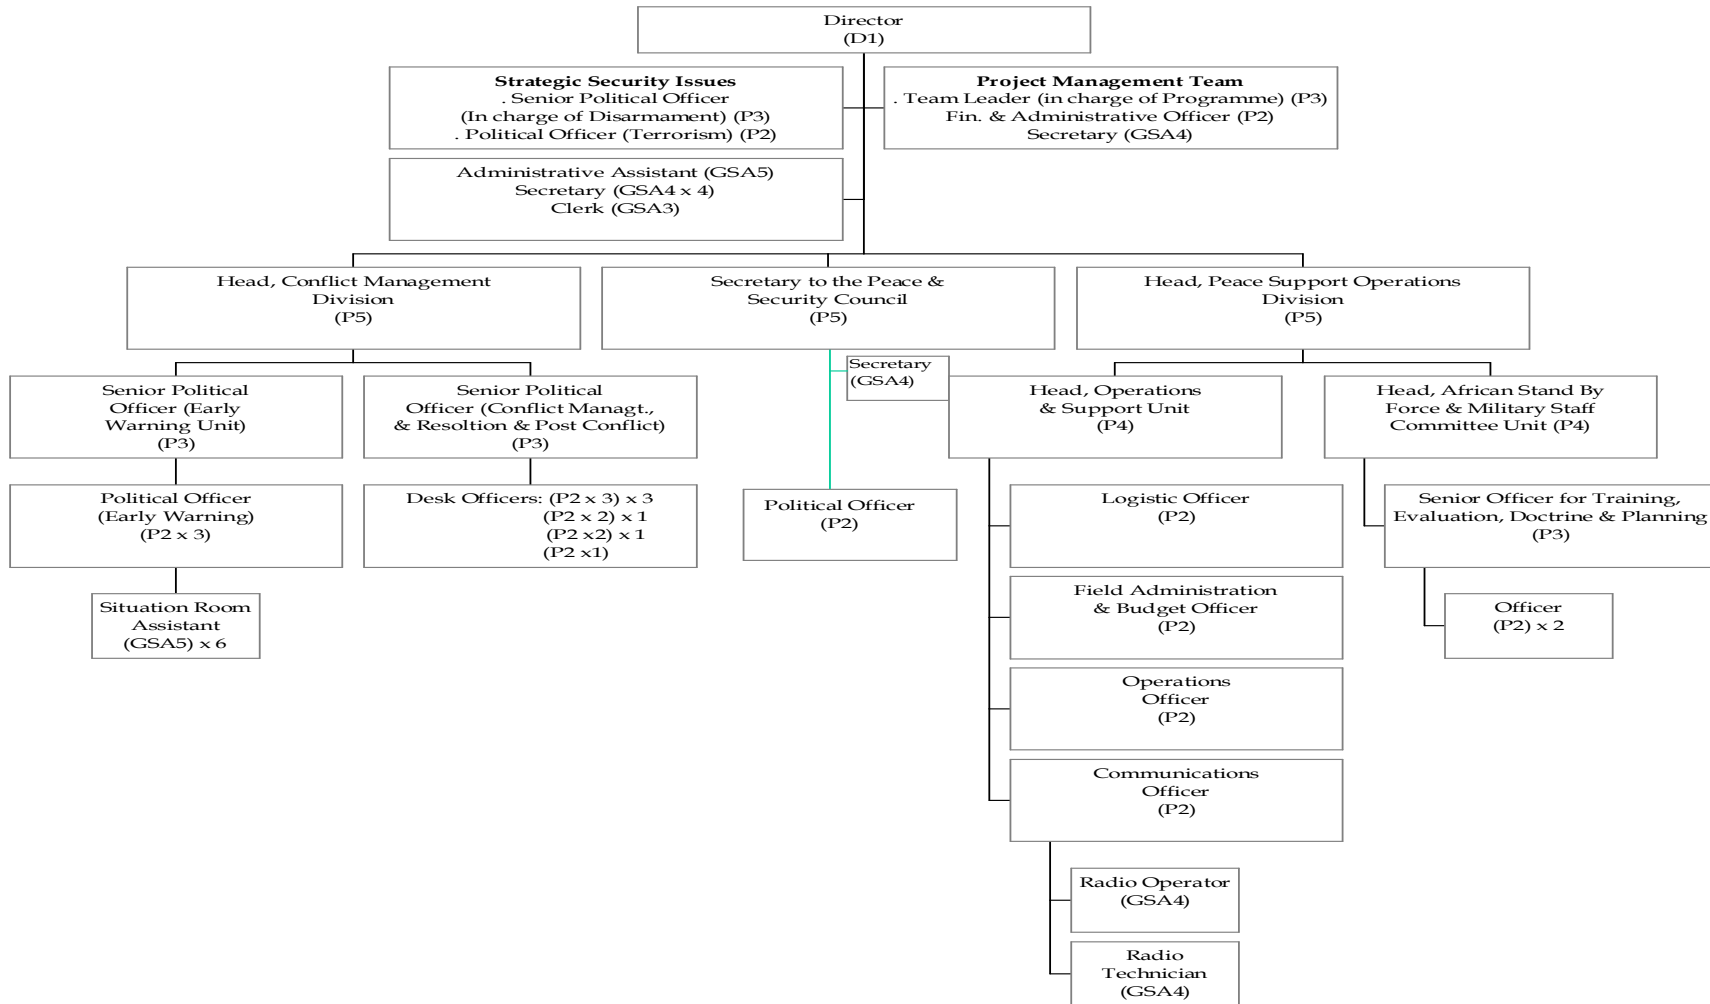 Director
(D1)
Strategic Security Issues
. Senior Political Officer
(In charge of Disarmament) (P3)
. Political Officer (Terrorism) (P2)
Project Management Team
. Team Leader (in charge of Programme) (P3)
Fin. & Administrative Officer (P2)
Secretary (GSA4)
Administrative Assistant (GSA5)
Secretary (GSA4 x 4)
Clerk (GSA3)
Head, Conflict Management
Division
(P5)
Secretary to the Peace &
Security Council
(P5)
Head, Peace Support Operations
Division
(P5)
Senior Political
Officer (Early
Warning Unit)
(P3)
Senior Political
Officer (Conflict Managt.,
& Resoltion & Post Conflict)
(P3)
Secretary
(GSA4)
Head, Operations
& Support Unit
(P4)
Head, African Stand By
Force & Military Staff
Committee Unit (P4)
Political Officer
(Early Warning)
(P2 x 3)
Desk Officers: (P2 x 3) x 3
(P2 x 2) x 1
(P2 x2) x 1
(P2 x1)
Political Officer
(P2)
Logistic Officer
(P2)
Senior Officer for Training,
Evaluation, Doctrine & Planning
(P3)
Situation Room
Assistant
(GSA5) x 6
Field Administration
& Budget Officer
(P2)
Officer
(P2) x 2
Operations
Officer
(P2)
Communications
Officer
(P2)
Radio Operator
(GSA4)
Radio
Technician
(GSA4)